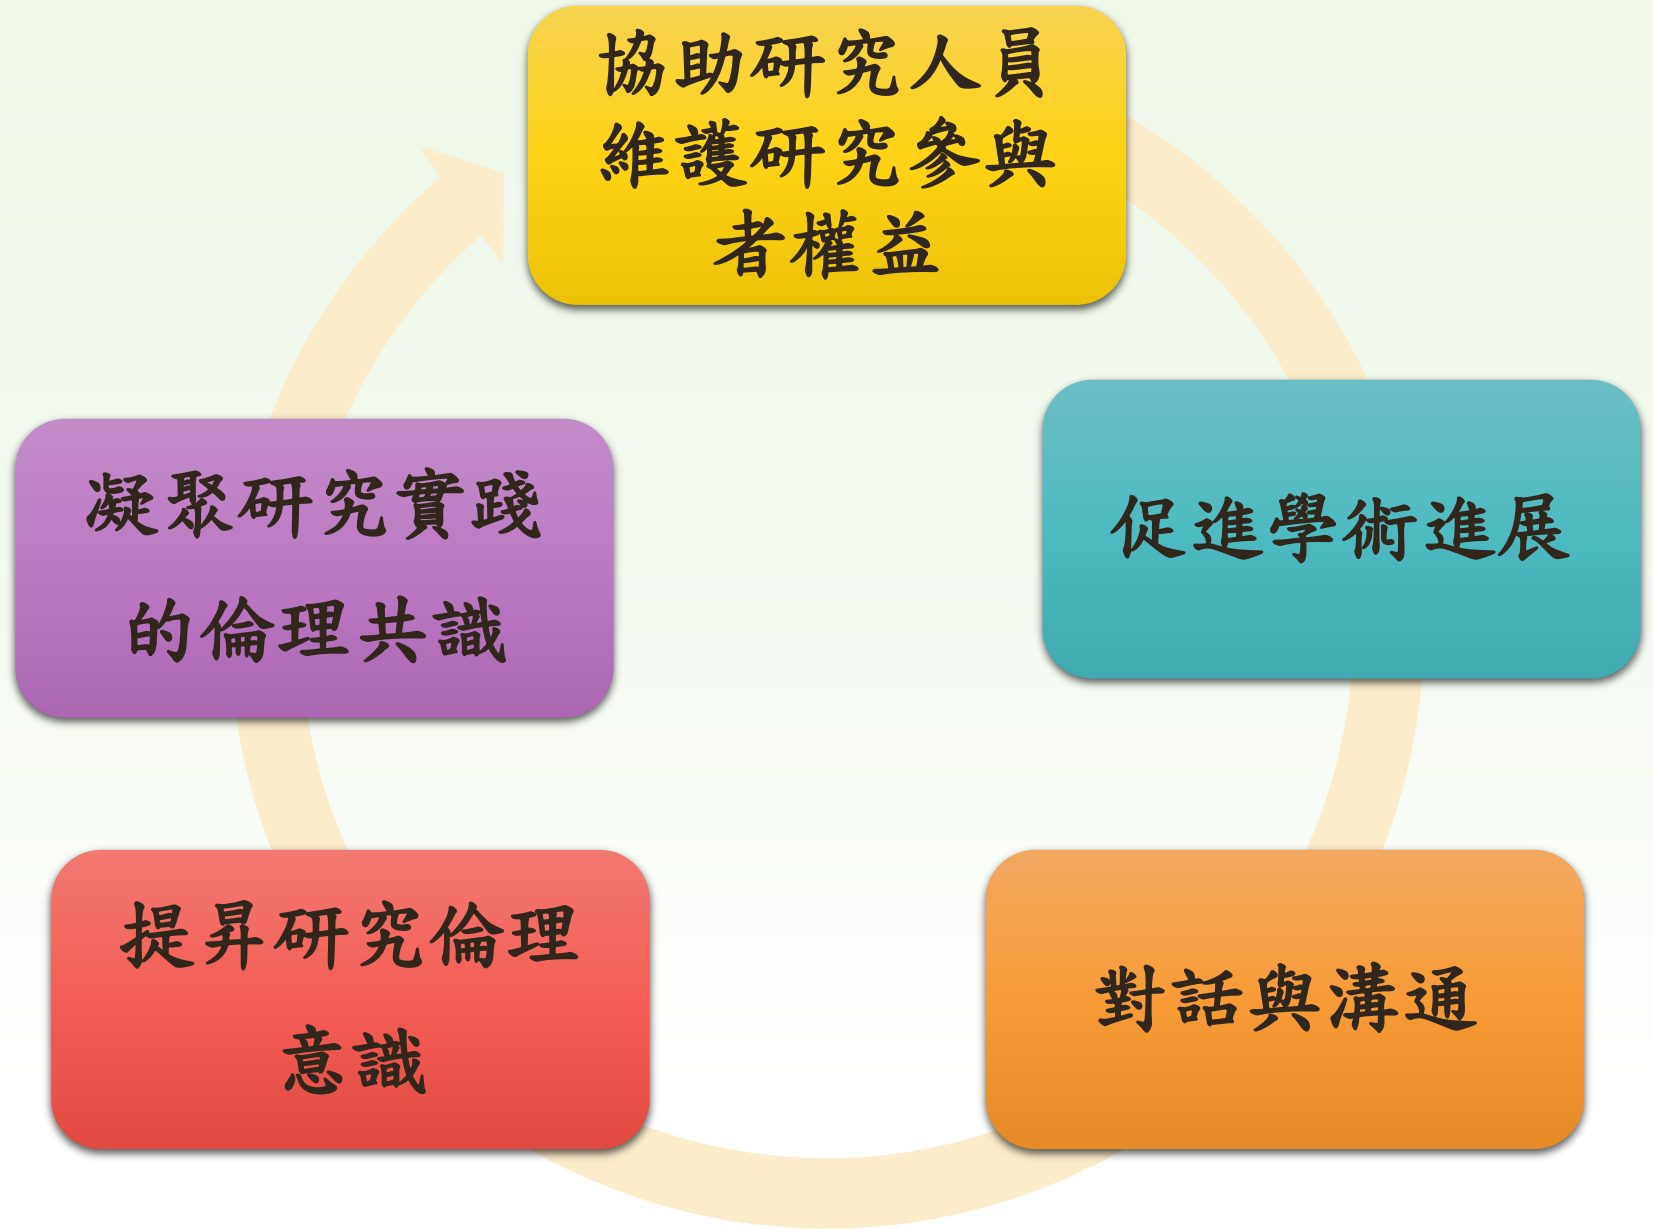 協助研究人員
維護研究參與
者權益
促進學術進展
對話與溝通
提昇研究倫理
意識
凝聚研究實踐
的倫理共識